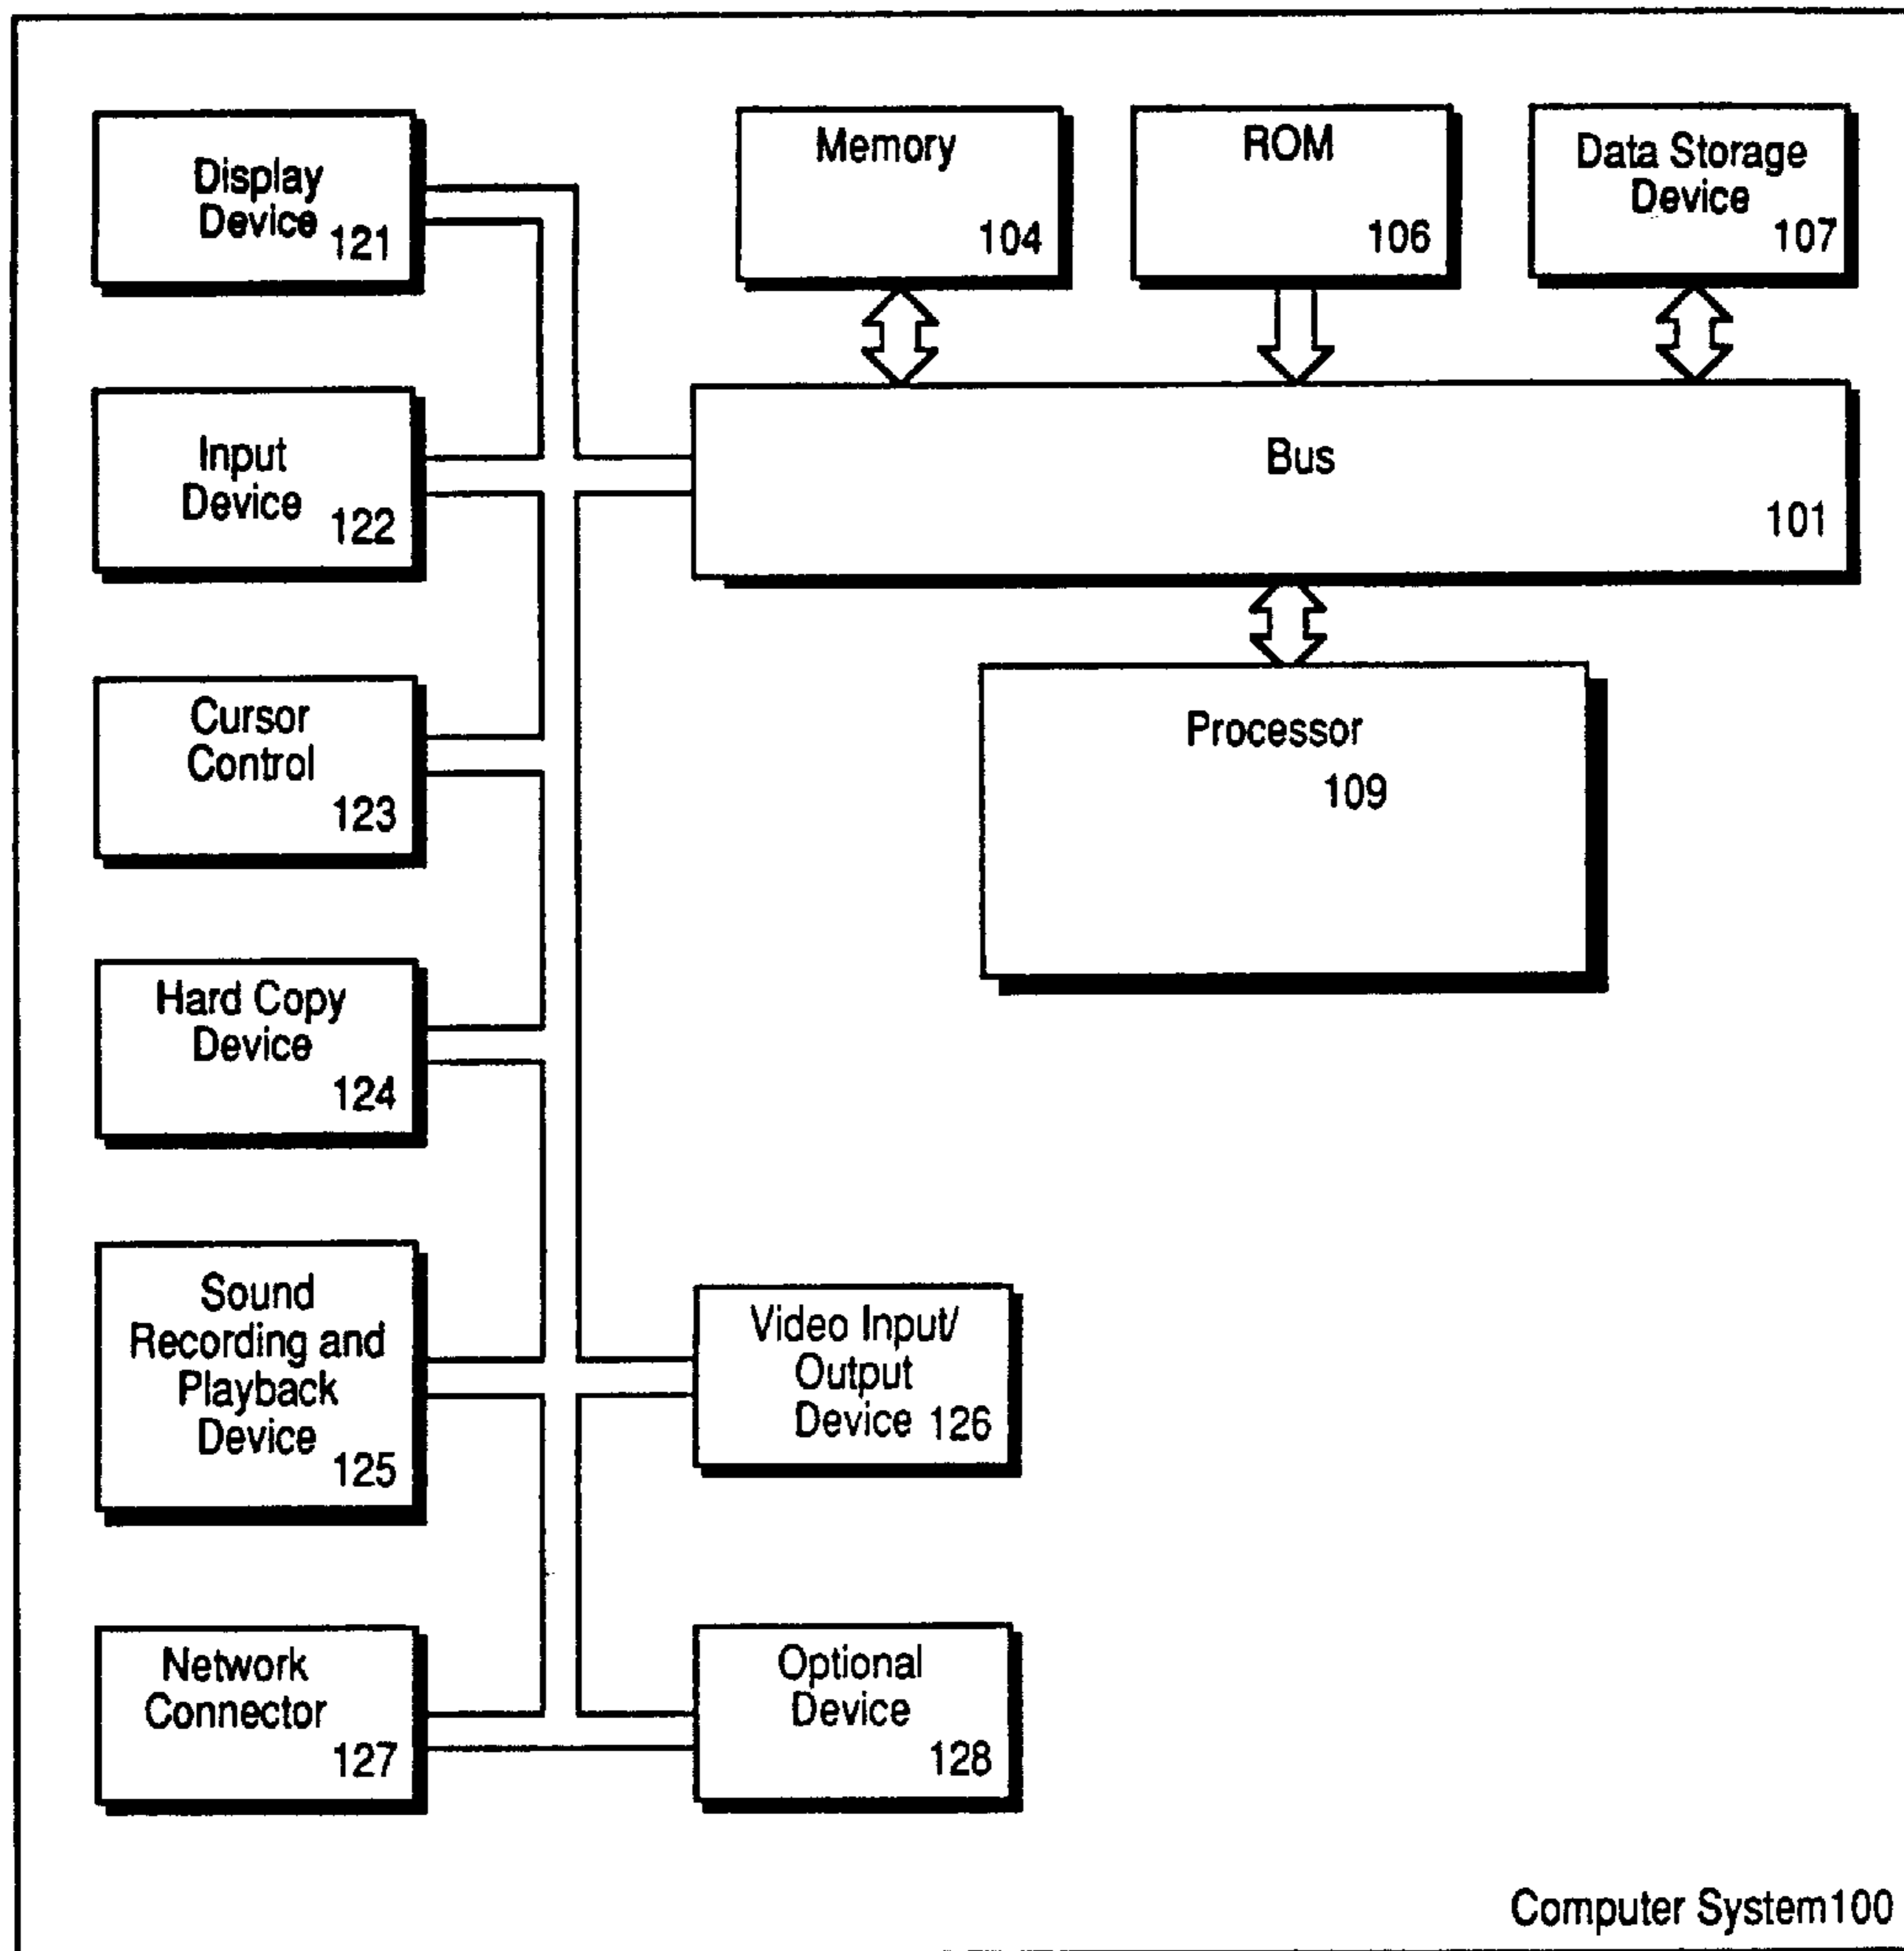 Display
Device 121
Memory
104
ROM
106
Data Storage
Device
107
Input
Device
122
Bus
101
Cursor
Control
123
Processor
109
Hard Copy
Device
124
Sound
Recording and
Playback
Device
125
Video Input/
Output
Device 126
Network
Connector
127
Optional
Device
128
Computer System100